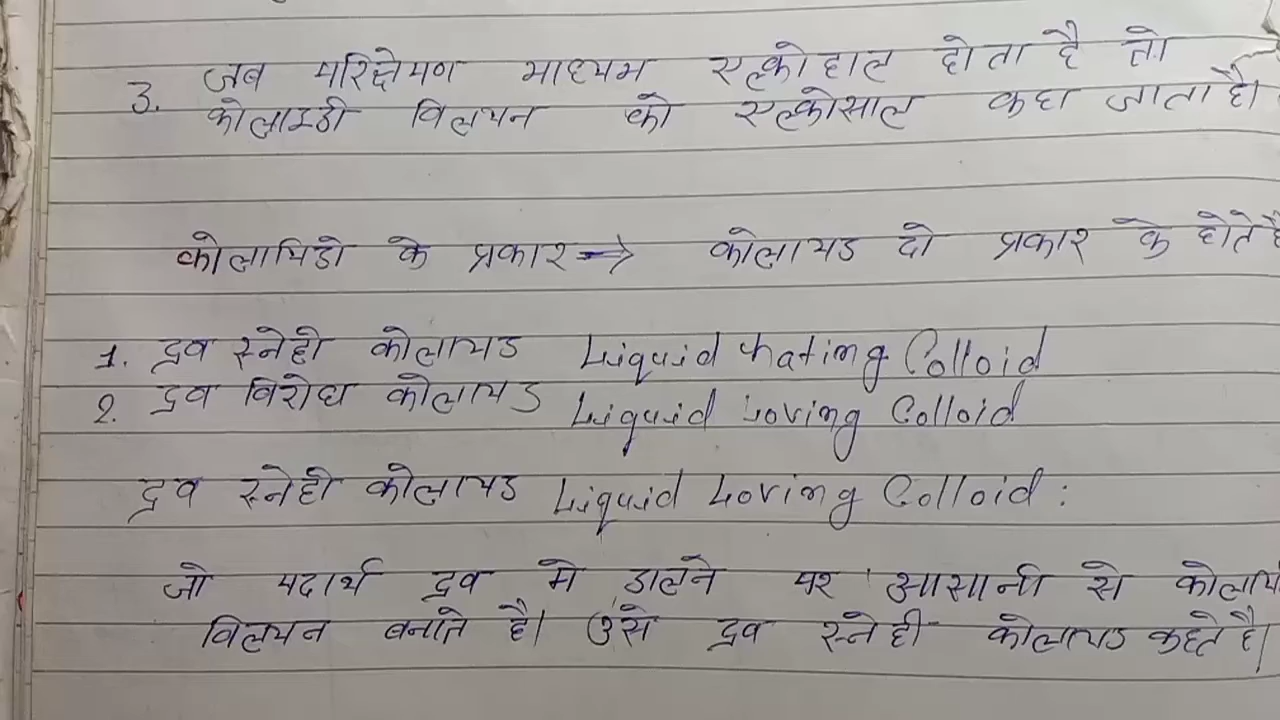 3. जब परिक्षेपण माध्यम एल्कोहाल होता है तो
कोलाइडी विलयन को एल्कोसाल कहा जाता है।
कोलायिडो के प्रकार → कोलायड दो प्रकार के होते है
1. द्रव स्नेही कोलायड Liquid hating Colloid
2. द्रव विरोध कोलायड Liquid Loving Colloid
द्रव स्नेही कोलायड Liquid Loving Colloid :
जो पदार्थ द्रव मे डालने पर आसानी से कोलाय
विलयन बनाते है। उसे द्रव स्नेही कोलायड कहते है।